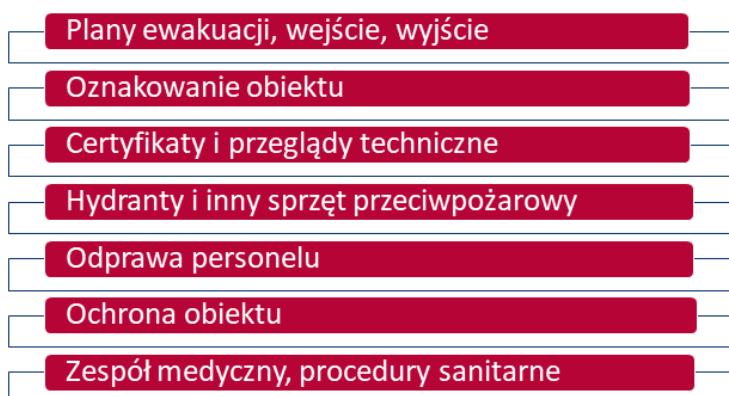 Plany ewakuacji, wejście, wyjście
Oznakowanie obiektu
Certyfikaty i przeglądy techniczne
Hydranty i inny sprzęt przeciwpożarowy
Odprawa personelu
Ochrona obiektu
Zespół medyczny, procedury sanitarne